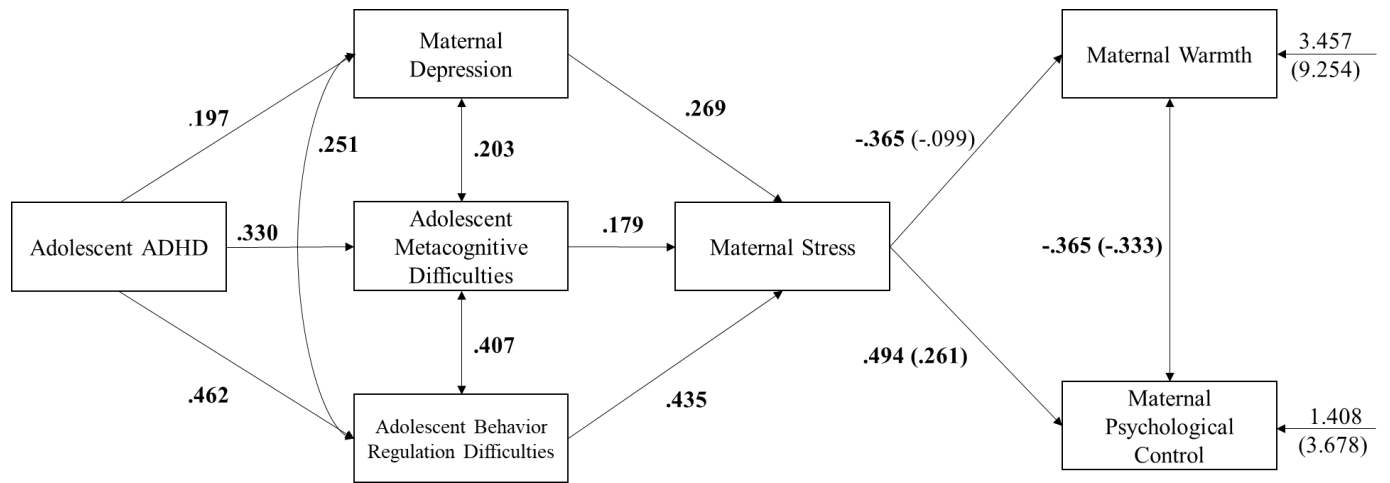 Maternal
Depression
Maternal Warmth
3.457
(9.254)
.197
.251
.269
-.365 (-.099)
.203
Adolescent ADHD
.330
Adolescent
Metacognitive
Difficulties
.179
Maternal Stress
-.365 (-.333)
.407
.494 (.261)
.462
.435
Adolescent Behavior
Regulation Difficulties
Maternal
Psychological
Control
1.408
(3.678)